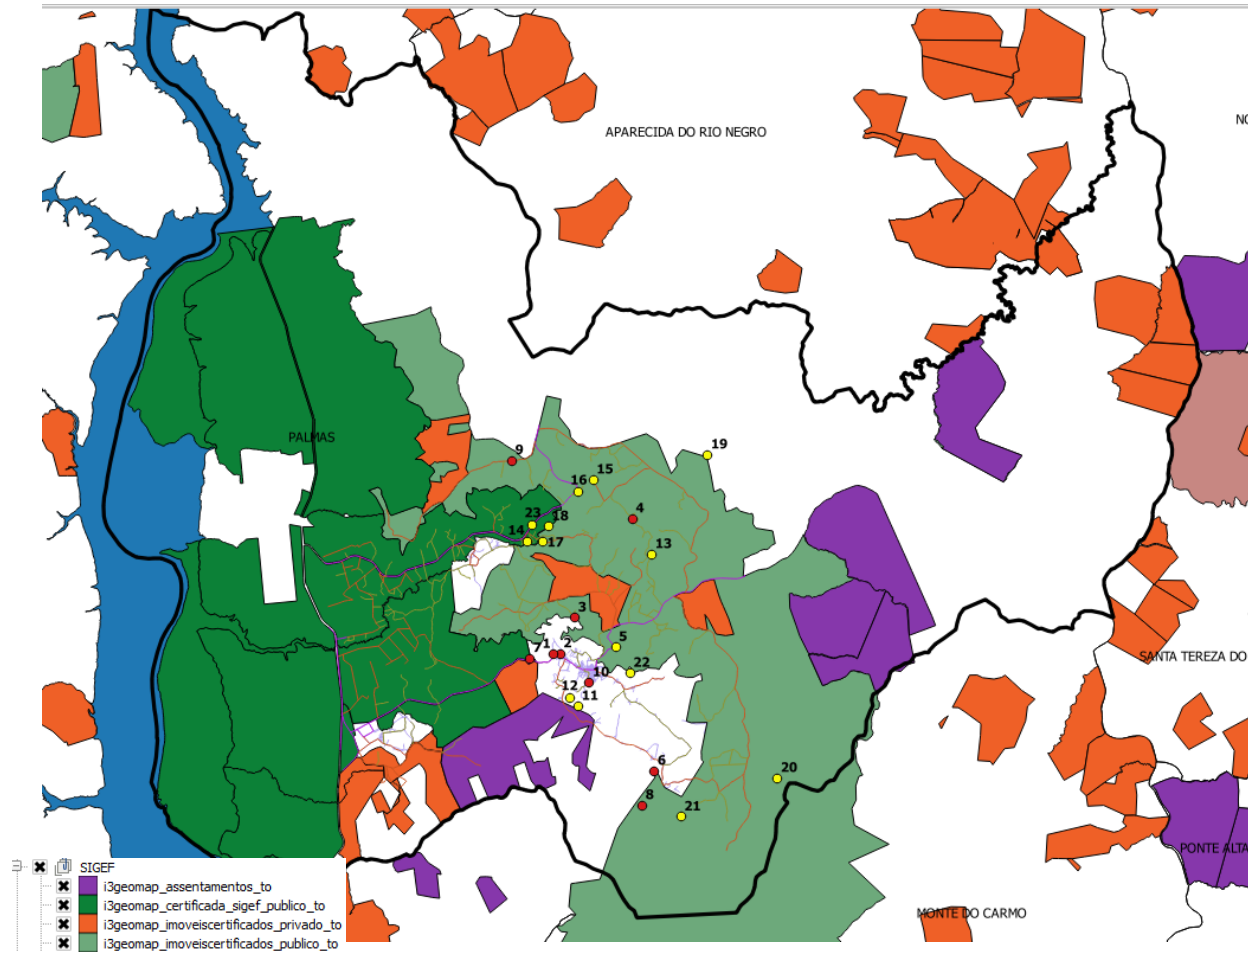 APARECIDA DO RIO NEGRO
NO
PALMAS
9
19
15
16
4
23
18
14
17
13
3
5
7
1
2
22
10
12
11
6
20
8
21
SANTA TEREZA DO
PONTE ALTA
MONTE DO CARMO
SIGEF
i3geomap_assentamentos_to
i3geomap_certificada_sigef_publico_to
i3geomap_imoveiscertificados_privado_to
i3geomap_imoveiscertificados_publico_to